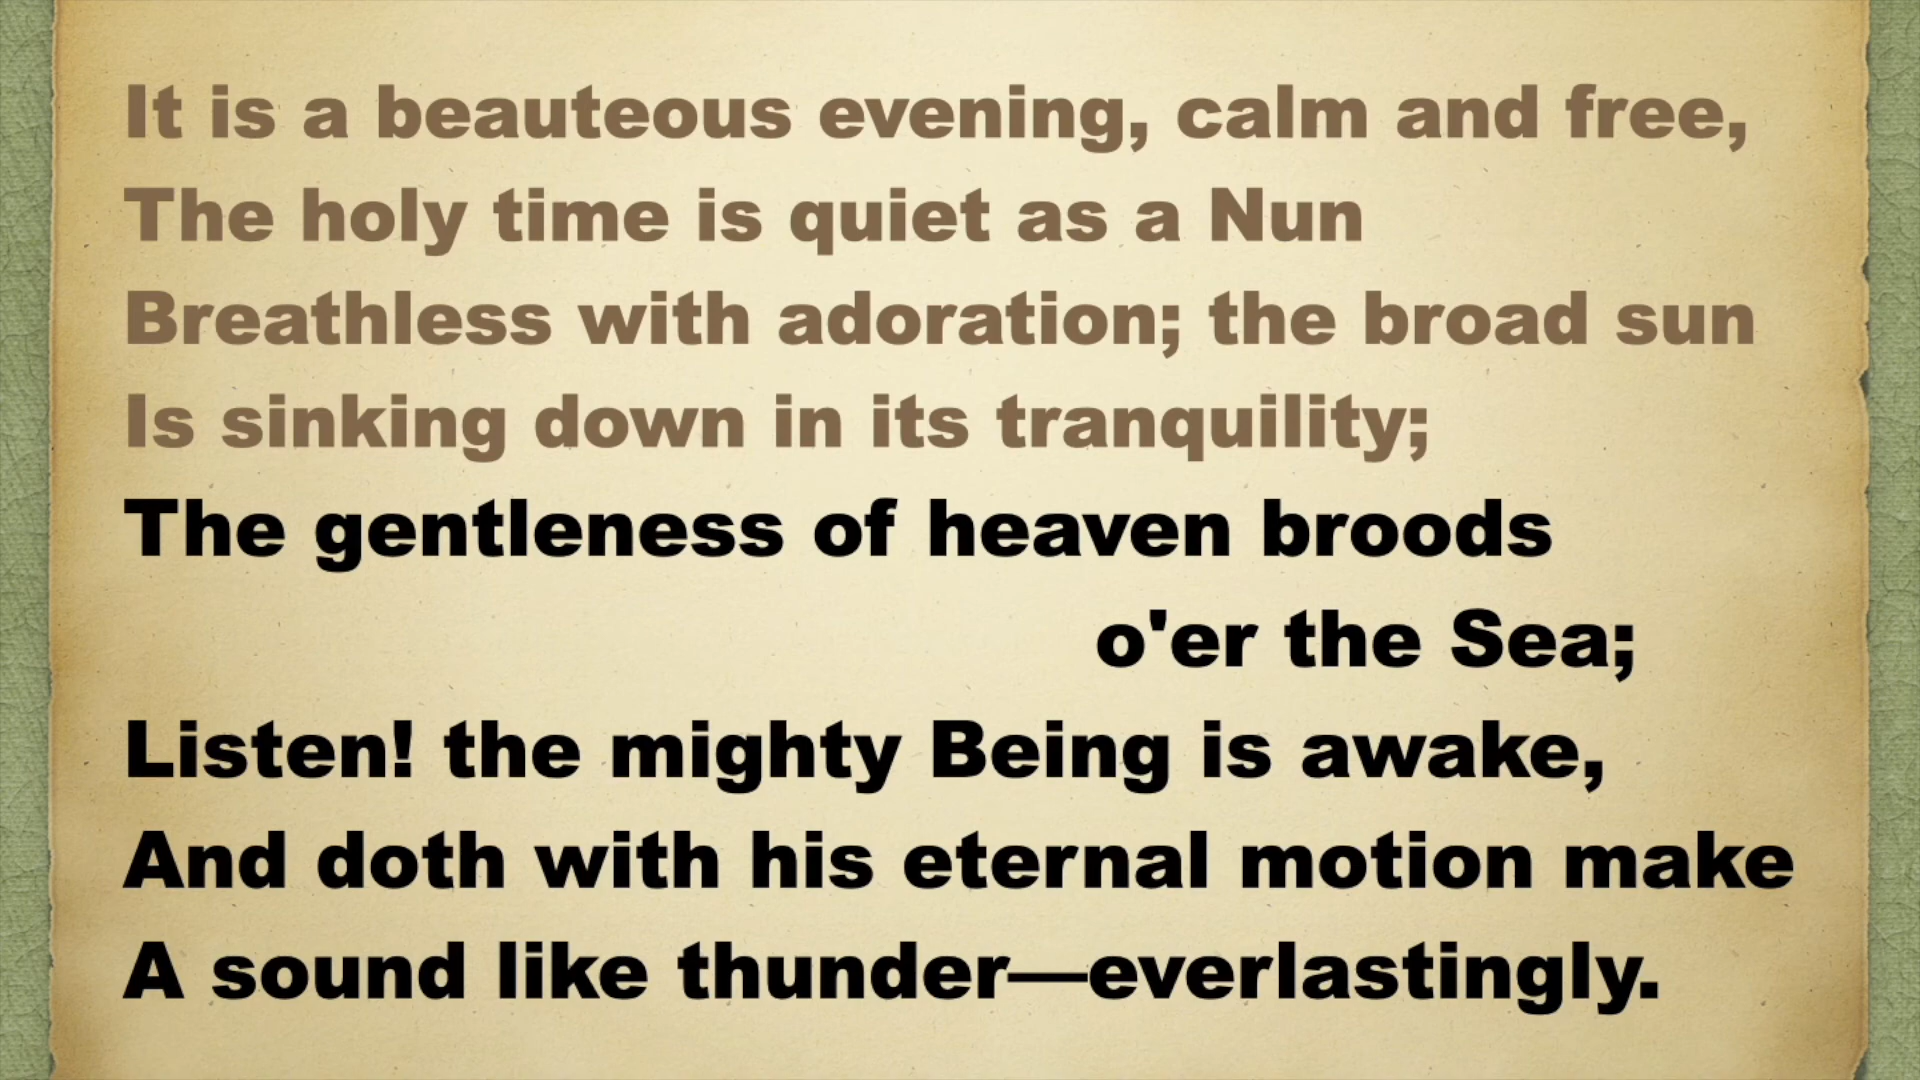 It is a beauteous evening, calm and free,
The holy time is quiet as a Nun
Breathless with adoration; the broad sun
Is sinking down in its tranquility;
The gentleness of heaven broods
o'er the Sea;
Listen! the mighty Being is awake,
And doth with his eternal motion make
A sound like thunder—everlastingly.